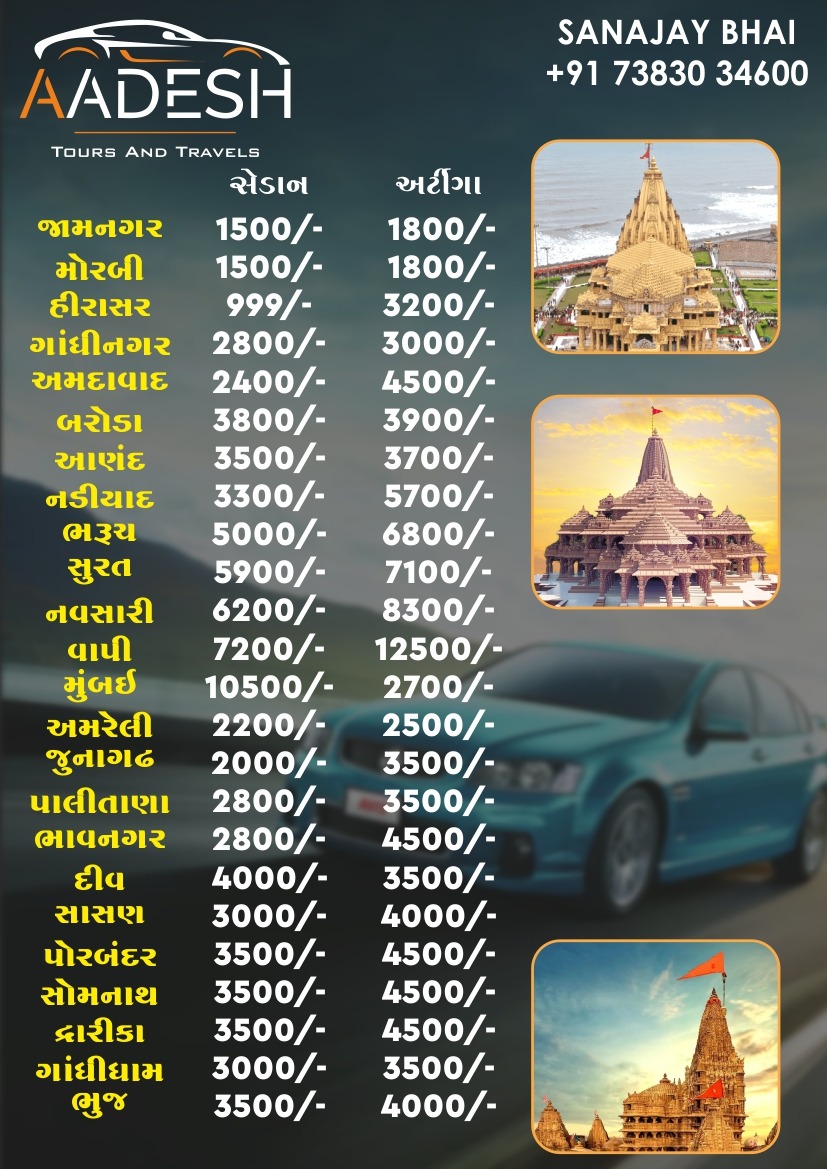 AADESH
TOURS AND TRAVELS
SANAJAY BHAI
+91 73830 34600
સેડાન અર્ટીગા
જામનગર 1500/- 1800/-
મોરબી 1500/- 1800/-
હીરાસર 999/- 3200/-
ગાંધીનગર 2800/- 3000/-
અમદાવાદ 2400/- 4500/-
બરોડા 3800/- 3900/-
આણંદ 3500/- 3700/-
નડીયાદ 3300/- 5700/-
ભરૂચ 5000/- 6800/-
સુરત 5900/- 7100/-
નવસારી 6200/- 8300/-
વાપી 7200/- 12500/-
મુંબઈ 10500/- 2700/-
અમરેલી 2200/- 2500/-
જુનાગઢ 2000/- 3500/-
પાલીતાણા 2800/- 3500/-
ભાવનગર 2800/- 4500/-
દીવ 4000/- 3500/-
સાસણ 3000/- 4000/-
પોરબંદર 3500/- 4500/-
સોમનાથ 3500/- 4500/-
દ્રારીકા 3500/- 4500/-
ગાંધીધામ 3000/- 3500/-
ભુજ 3500/- 4000/-